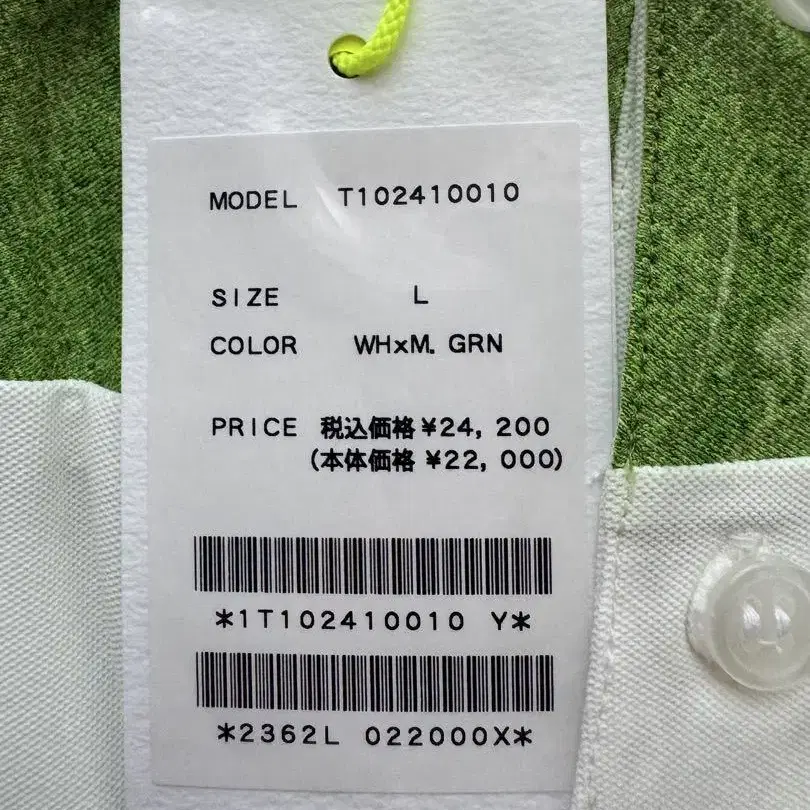 MODEL T102410010
SIZE L
COLOR WHxM. GRN
PRICE 税込価格 ¥24, 200
(本体価格 ¥22, 000)
*1T102410010 Y*
*2362L 022000X*